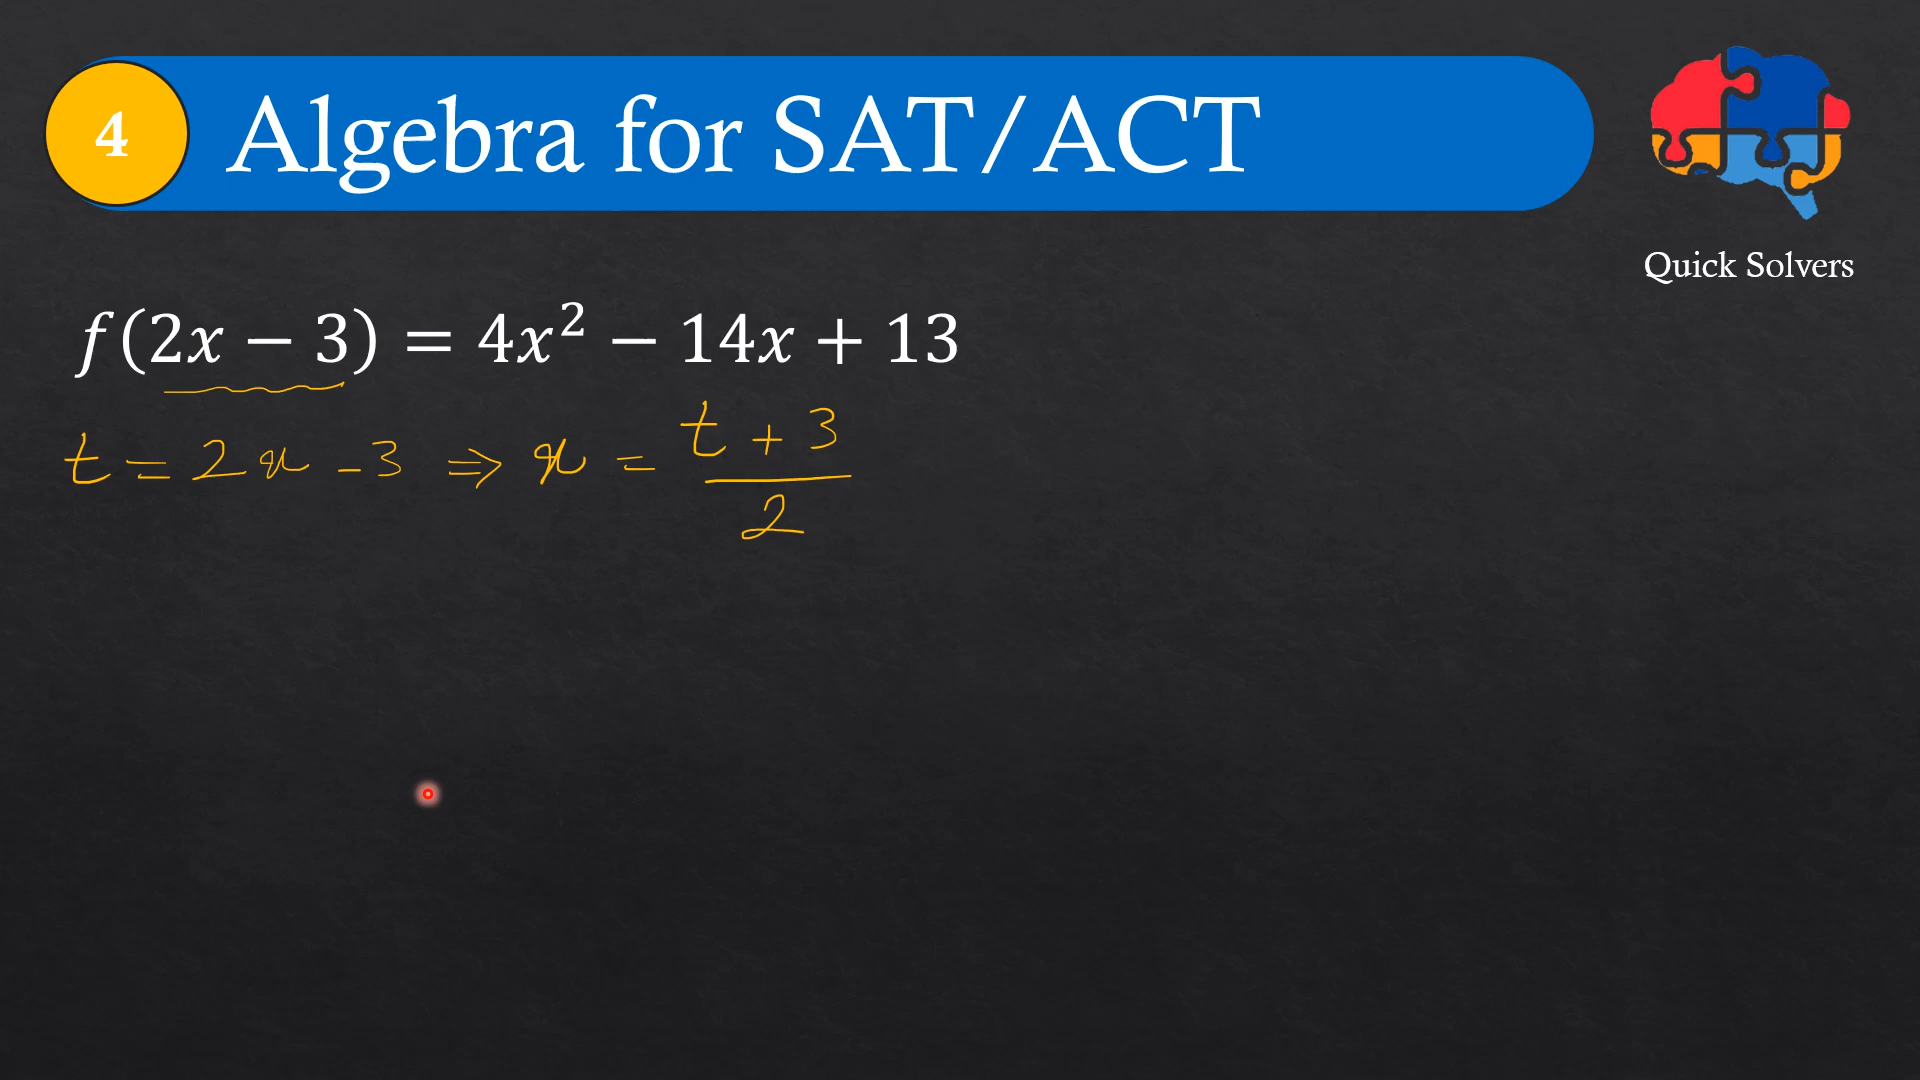 4
Algebra for SAT/ACT
Quick Solvers
f(2x − 3) = 4x² − 14x + 13
t = 2x − 3 ⇒ x = (t + 3)/2